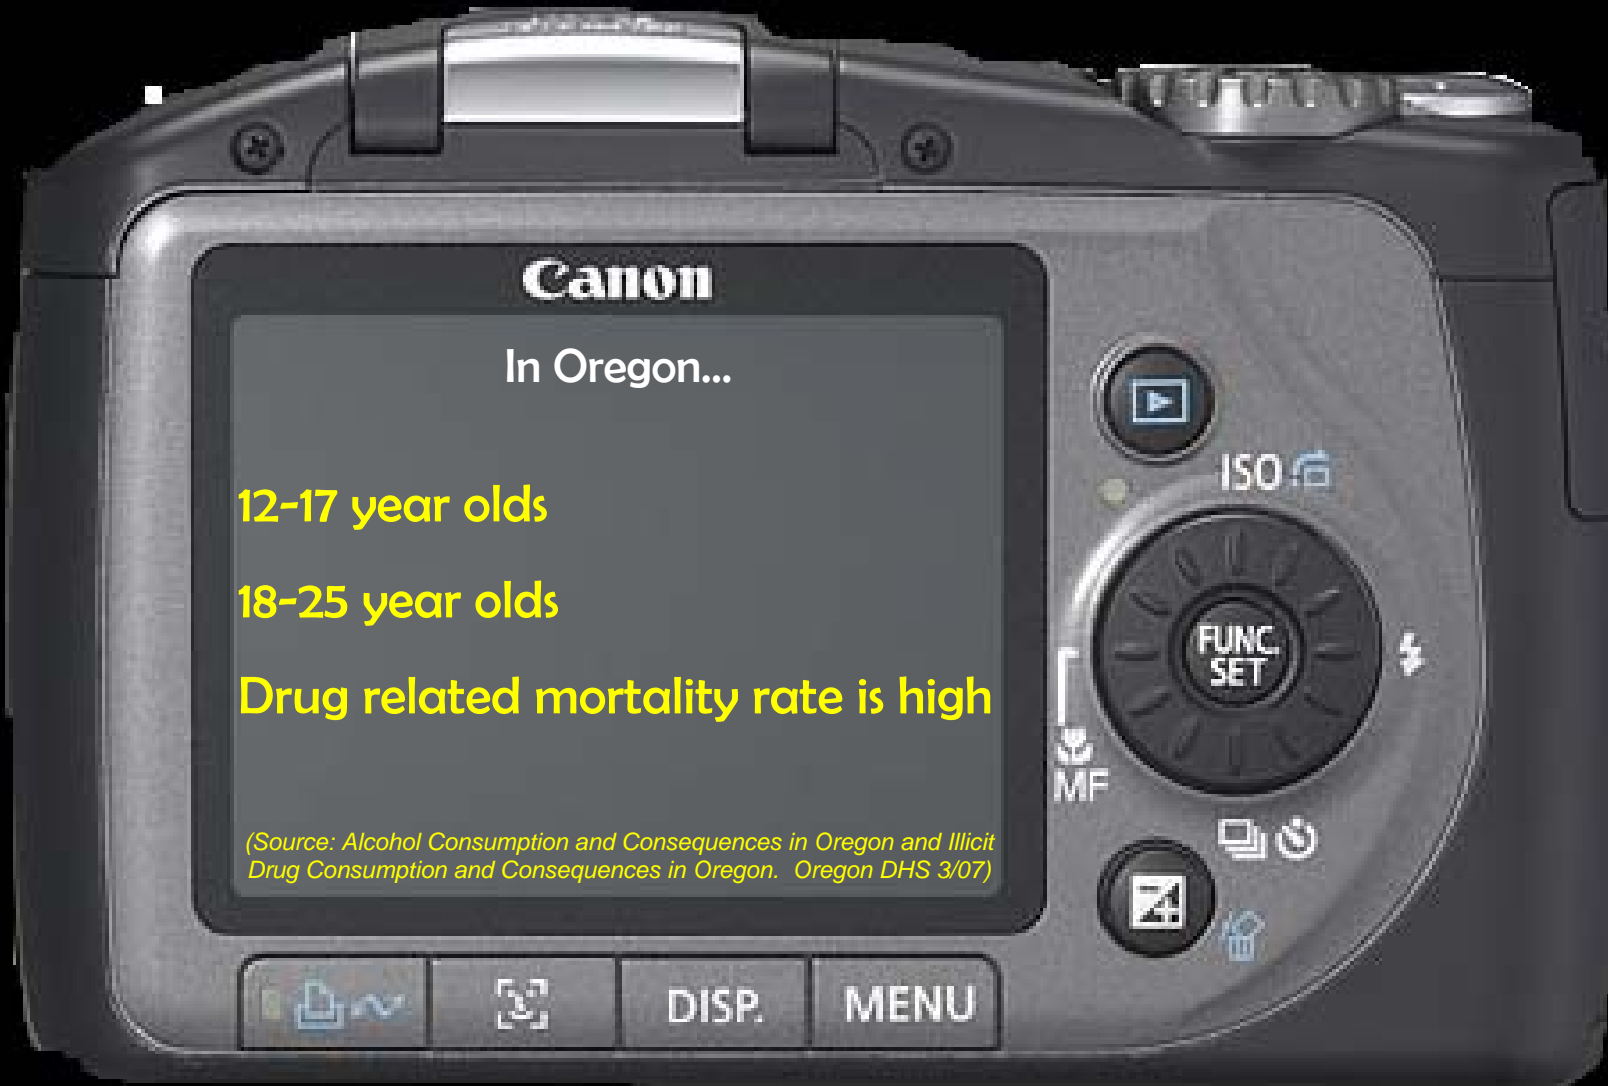 Canon
In Oregon...
12-17 year olds
18-25 year olds
Drug related mortality rate is high
(Source: Alcohol Consumption and Consequences in Oregon and Illicit
Drug Consumption and Consequences in Oregon.  Oregon DHS 3/07)
ISO
FUNC.
SET
MF
DISP.
MENU